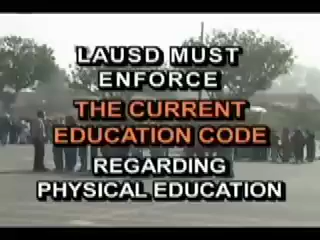 LAUSD MUST
ENFORCE
THE CURRENT
EDUCATION CODE
REGARDING
PHYSICAL EDUCATION